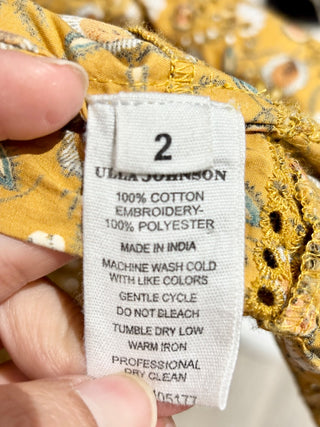 2
ULLA JOHNSON
100% COTTON
EMBROIDERY-
100% POLYESTER
MADE IN INDIA
MACHINE WASH COLD
WITH LIKE COLORS
GENTLE CYCLE
DO NOT BLEACH
TUMBLE DRY LOW
WARM IRON
PROFESSIONAL
DRY CLEAN